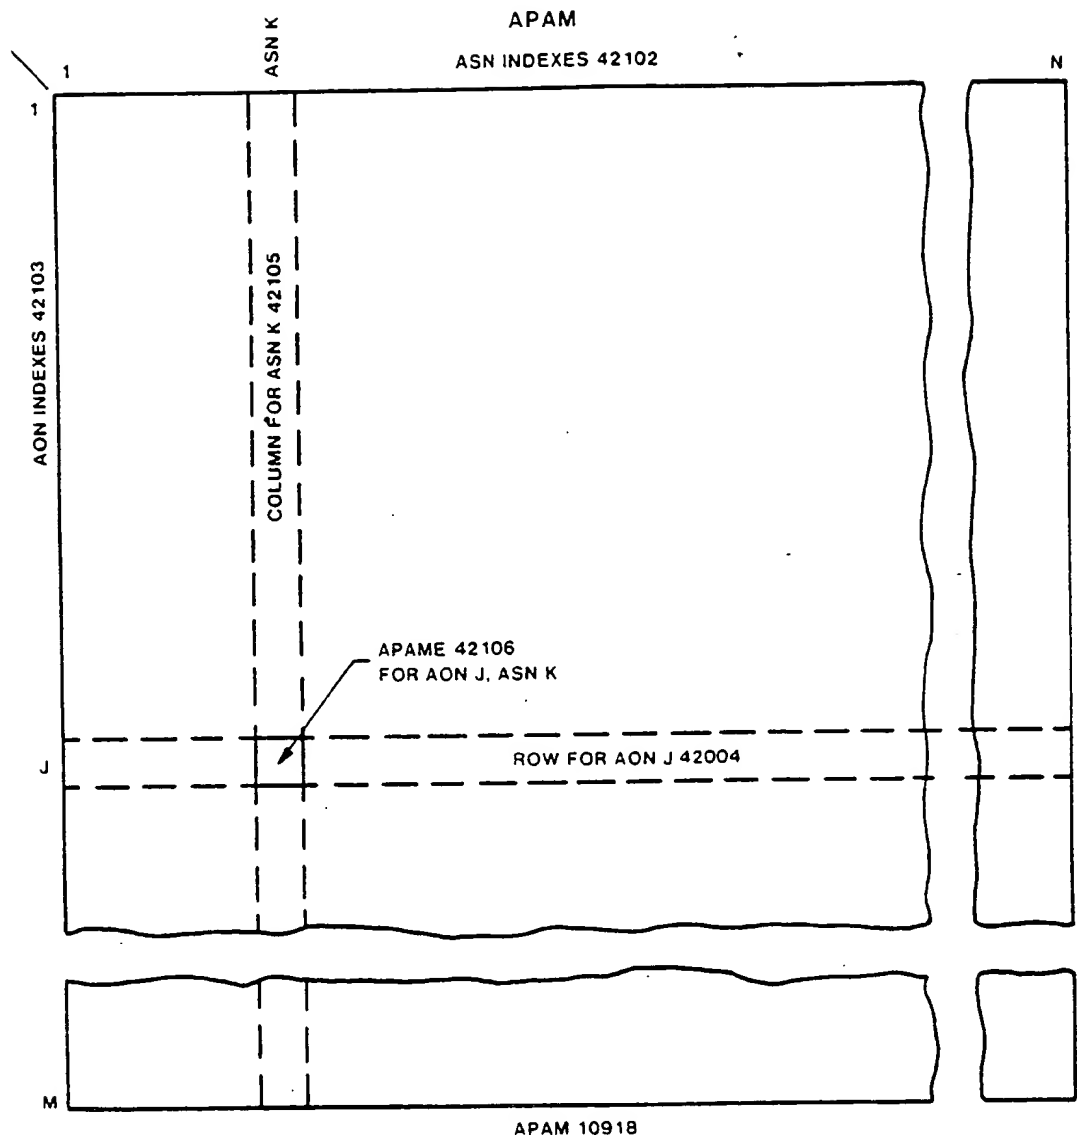 APAM
ASN K
ASN INDEXES 42102
1
N
1
AON INDEXES 42103
COLUMN FOR ASN K 42105
APAME 42106
FOR AON J, ASN K
J
ROW FOR AON J 42004
M
APAM 10918